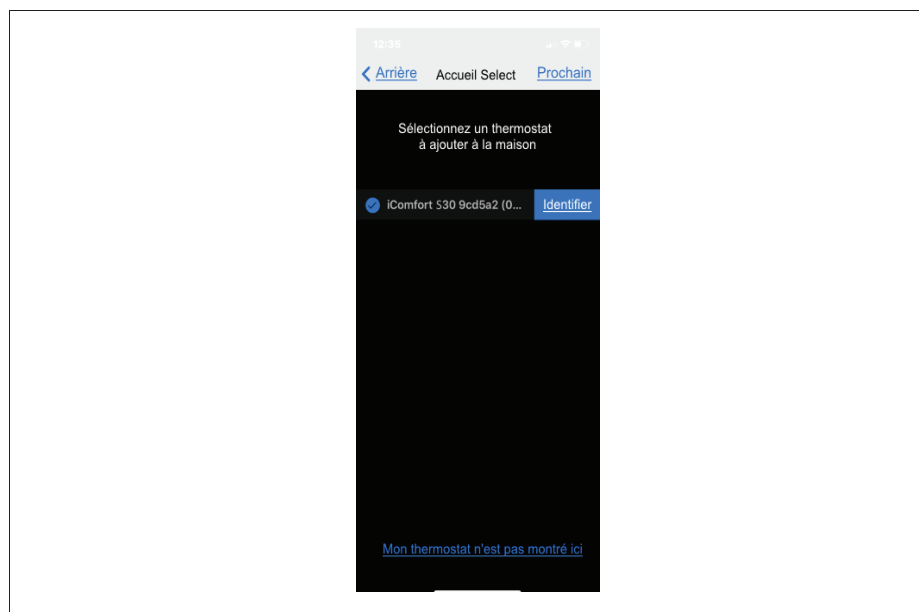 12:35
Arrière Accueil Select Prochain
Sélectionnez un thermostat
à ajouter à la maison
iComfort S30 9cd5a2 (0... Identifier
Mon thermostat n'est pas montré ici